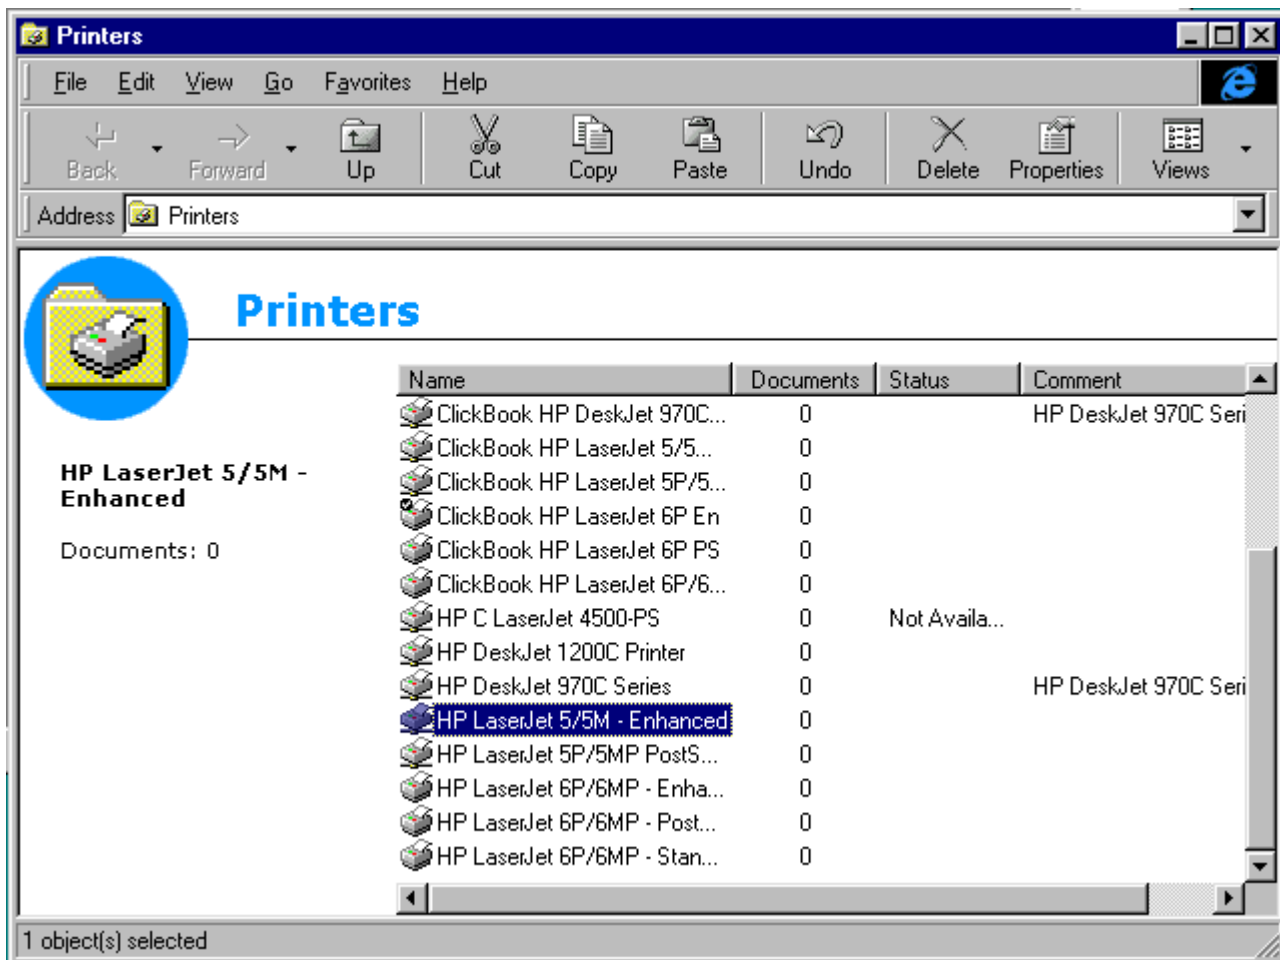 Printers
File Edit View Go Favorites Help
Back Forward Up Cut Copy Paste Undo Delete Properties Views
Address Printers
Printers
HP LaserJet 5/5M -
Enhanced
Documents: 0
Name Documents Status Comment
ClickBook HP DeskJet 970C... 0 HP DeskJet 970C Seri
ClickBook HP LaserJet 5/5... 0
ClickBook HP LaserJet 5P/5... 0
ClickBook HP LaserJet 6P En 0
ClickBook HP LaserJet 6P PS 0
ClickBook HP LaserJet 6P/6... 0
HP C LaserJet 4500-PS 0 Not Availa...
HP DeskJet 1200C Printer 0
HP DeskJet 970C Series 0 HP DeskJet 970C Seri
HP LaserJet 5/5M - Enhanced 0
HP LaserJet 5P/5MP PostS... 0
HP LaserJet 6P/6MP - Enha... 0
HP LaserJet 6P/6MP - Post... 0
HP LaserJet 6P/6MP - Stan... 0
1 object(s) selected